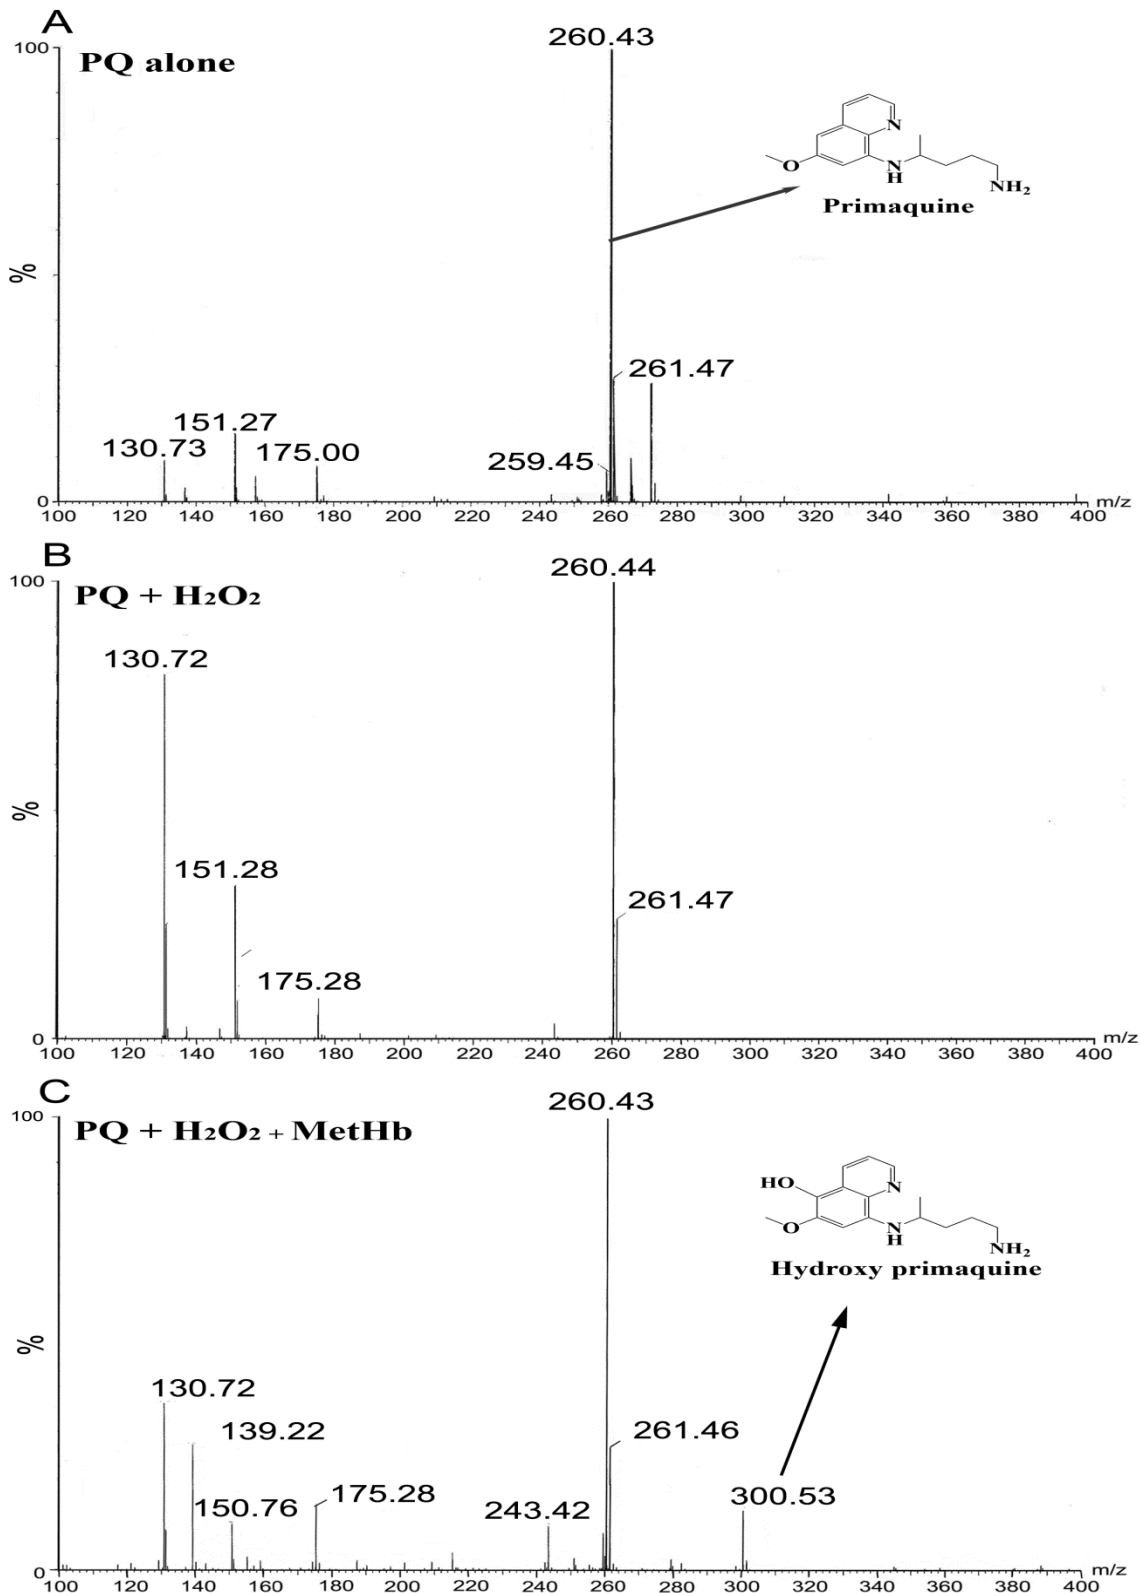 A
PQ alone
100
%
0
260.43
261.47
259.45
151.27
130.73
175.00
O
N
N
H
NH₂
Primaquine
100 120 140 160 180 200 220 240 260 280 300 320 340 360 380 400 m/z
B
PQ + H₂O₂
100
%
0
260.44
130.72
151.28
175.28
261.47
100 120 140 160 180 200 220 240 260 280 300 320 340 360 380 400 m/z
C
PQ + H₂O₂ + MetHb
100
%
0
260.43
130.72
139.22
150.76
175.28
243.42
261.46
300.53
HO
O
N
N
H
NH₂
Hydroxy primaquine
100 120 140 160 180 200 220 240 260 280 300 320 340 360 380 400 m/z